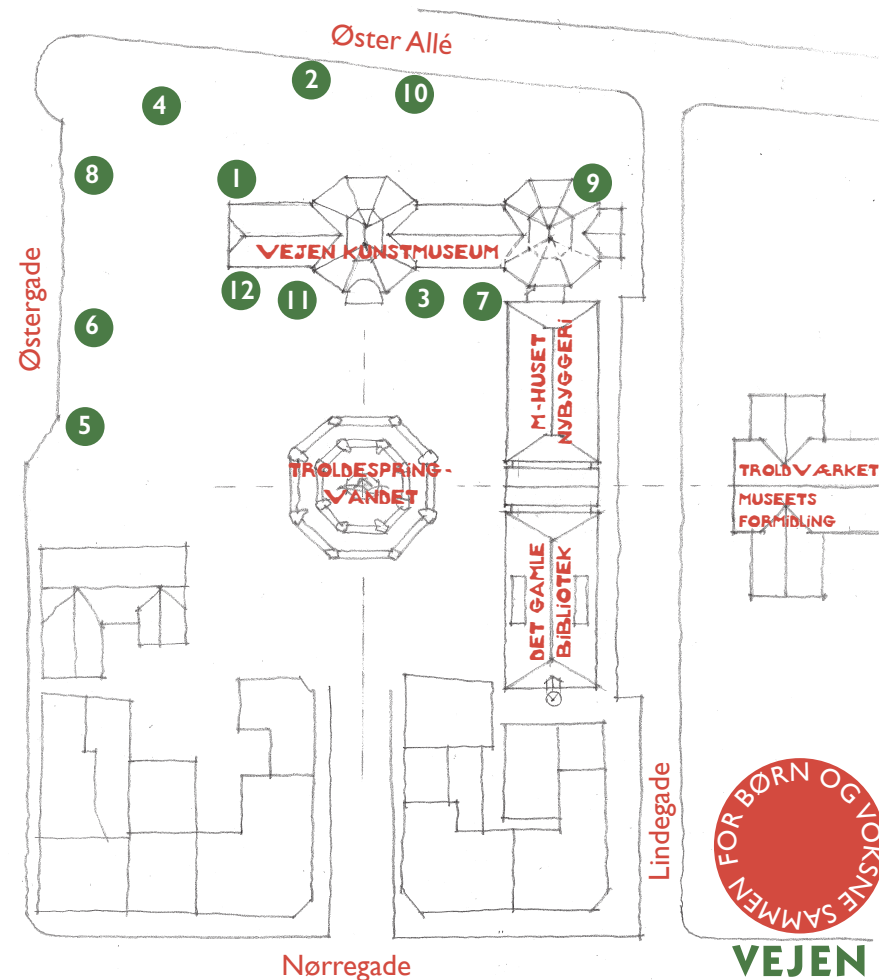 Øster Allé
2
10
4
8
1
9
VEJEN KUNSTMUSEUM
12
11
3
7
Østergade
6
5
M-HUSET
NYBYGGERI
TROLDESPRING-
VANDET
TROLDVÆRKET
MUSEETS
FORMIDLING
DET GAMLE
BIBLIOTEK
Lindegade
FOR BØRN OG VOKSNE SAMMEN
VEJEN
Nørregade